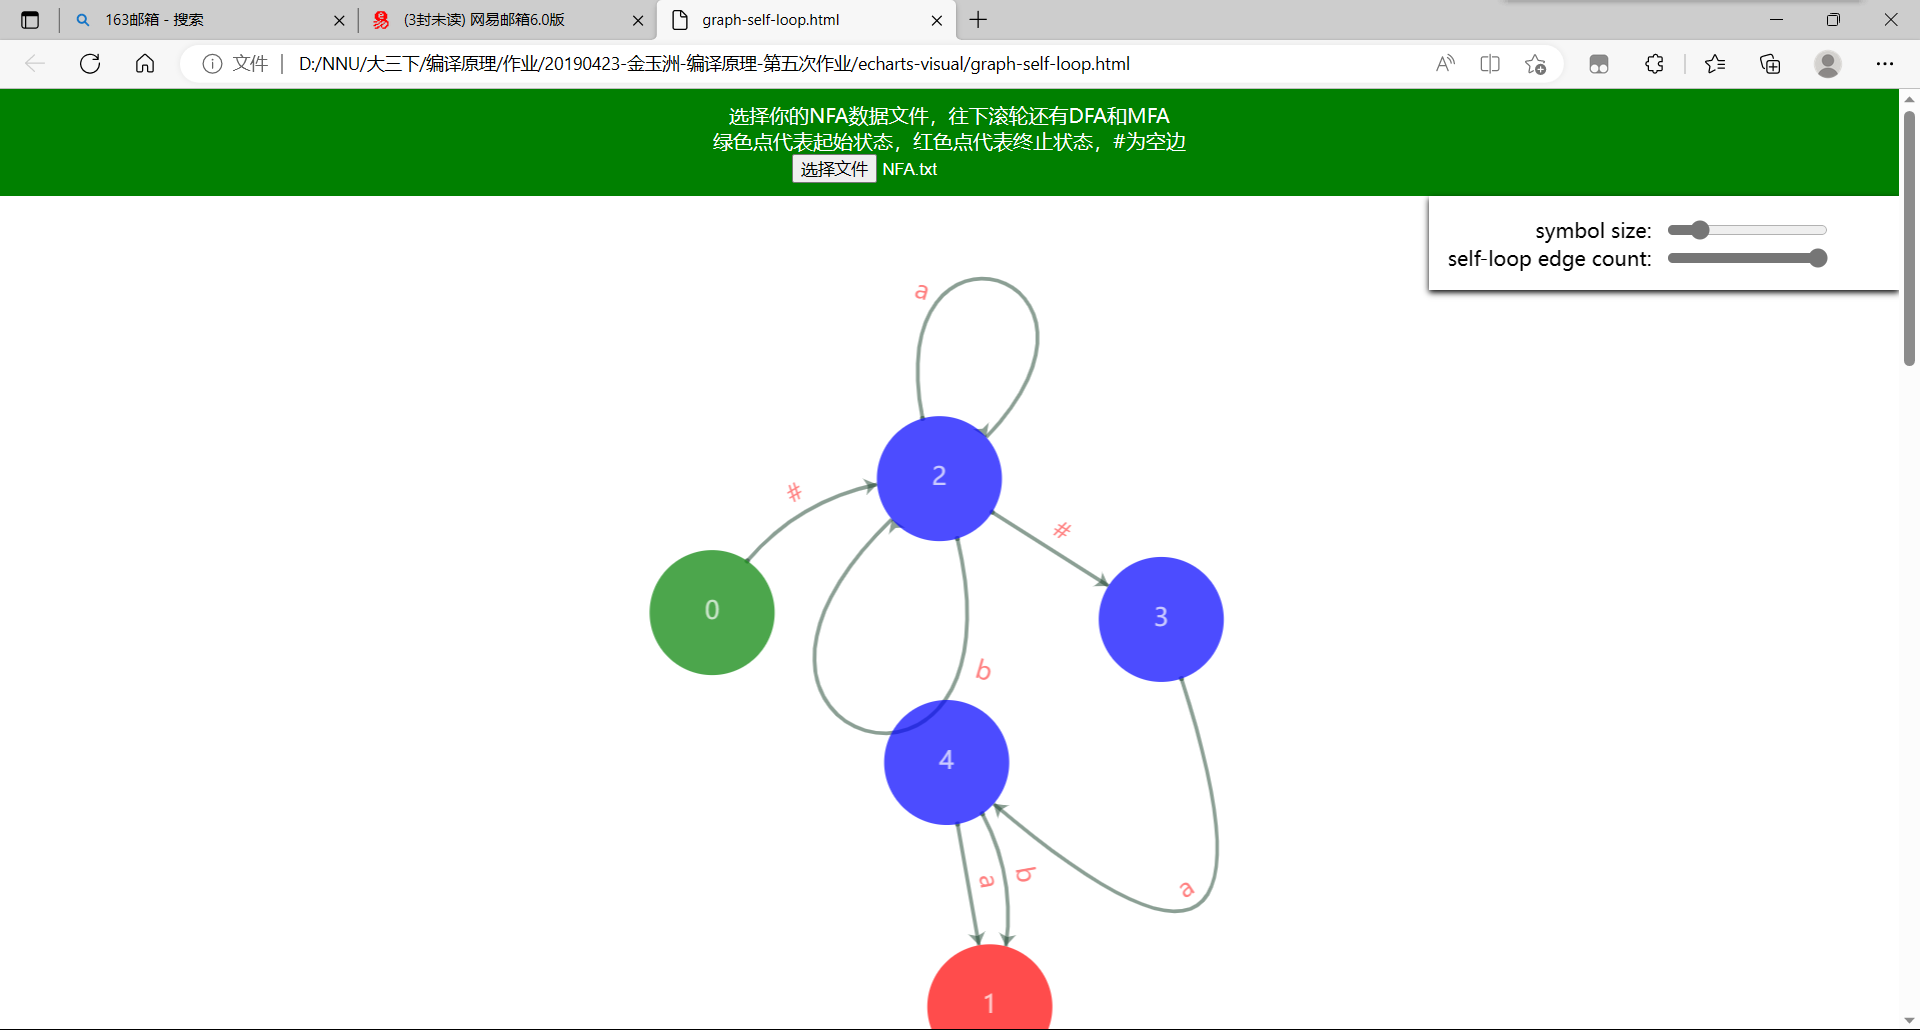 163邮箱 - 搜索
(3封未读) 网易邮箱6.0版
graph-self-loop.html
文件
D:/NNU/大三下/编译原理/作业/20190423-金玉洲-编译原理-第五次作业/echarts-visual/graph-self-loop.html
选择你的NFA数据文件，往下滚轮还有DFA和MFA
绿色点代表起始状态，红色点代表终止状态，#为空边
选择文件 NFA.txt
symbol size:
self-loop edge count:
a
2
#
#
0
3
b
4
a
b
a
1